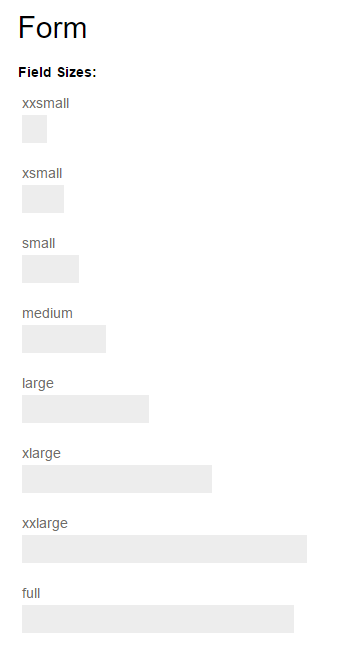 Form
Field Sizes:
xxsmall
xsmall
small
medium
large
xlarge
xxlarge
full